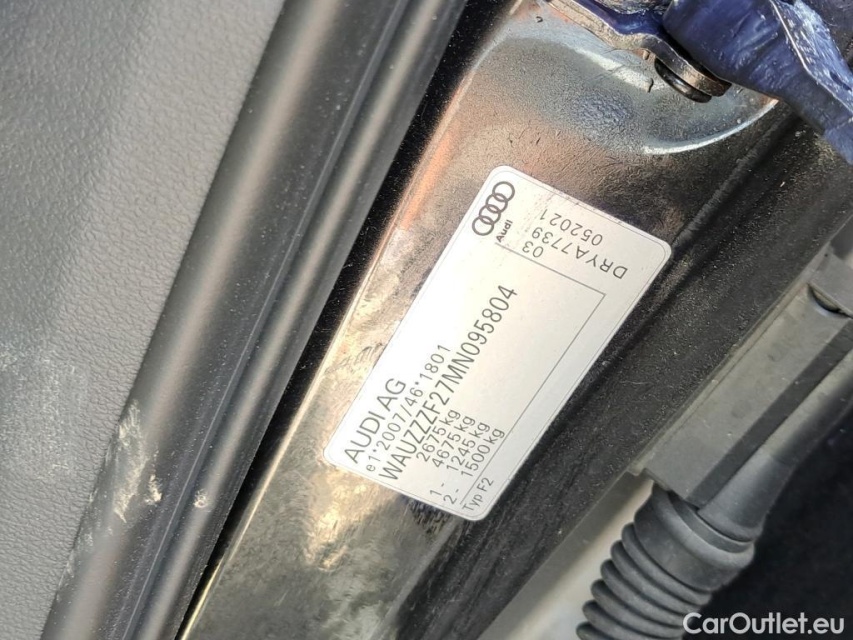 AUDI AG
e1*2007/46*1801
WAUZZZF27MN095804
2675kg
4675kg
1- 1245kg
2- 1500kg
Typ F2
Audi
03
DRYA7739
052021
CarOutlet.eu